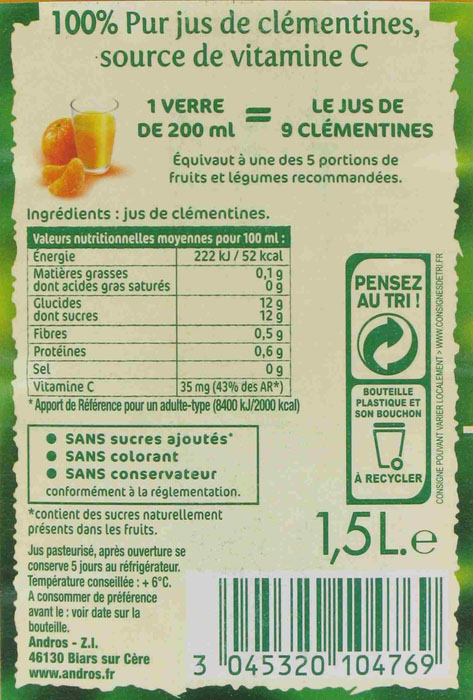 100% Pur jus de clémentines,
source de vitamine C
1 VERRE
DE 200 ml
=
LE JUS DE
9 CLÉMENTINES
Équivaut à une des 5 portions de
fruits et légumes recommandées.
Ingrédients : jus de clémentines.
Valeurs nutritionnelles moyennes pour 100 ml :
Énergie 222 kJ / 52 kcal
Matières grasses 0,1 g
dont acides gras saturés 0 g
Glucides 12 g
dont sucres 12 g
Fibres 0,5 g
Protéines 0,6 g
Sel 0 g
Vitamine C 35 mg (43% des AR*)
* Apport de Référence pour un adulte-type (8400 kJ/2000 kcal)
● SANS sucres ajoutés*
● SANS colorant
● SANS conservateur
conformément à la réglementation.
*contient des sucres naturellement
présents dans les fruits.
Jus pasteurisé, après ouverture se
conserve 5 jours au réfrigérateur.
Température conseillée : + 6°C.
A consommer de préférence
avant le : voir date sur la
bouteille.
Andros - Z.I.
46130 Biars sur Cère
www.andros.fr
PENSEZ
AU TRI !
BOUTEILLE
PLASTIQUE ET
SON BOUCHON
À RECYCLER
CONSIGNE POUVANT VARIER LOCALEMENT > WWW.CONSIGNESDETRI.FR
1,5L.e
3 045320 104769